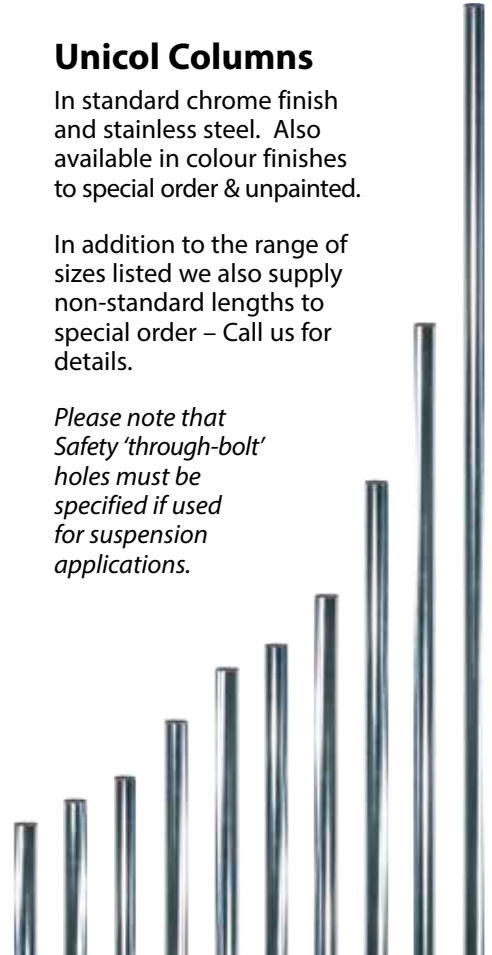 Unicol Columns
In standard chrome finish
and stainless steel.  Also
available in colour finishes
to special order & unpainted.
In addition to the range of
sizes listed we also supply
non-standard lengths to
special order – Call us for
details.
Please note that
Safety ‘through-bolt’
holes must be
specified if used
for suspension
applications.